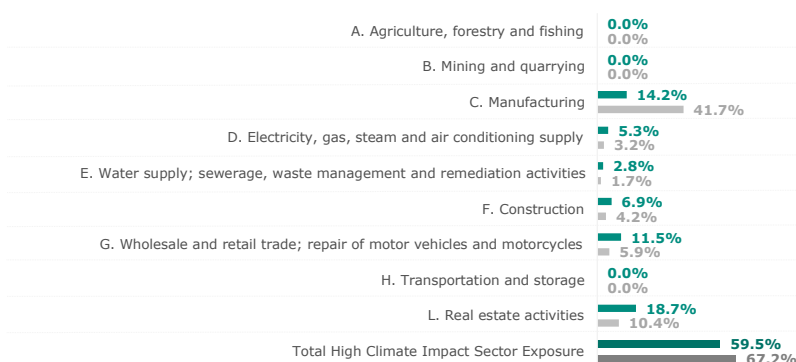 A. Agriculture, forestry and fishing 0.0%
0.0%
B. Mining and quarrying 0.0%
0.0%
C. Manufacturing 14.2%
41.7%
D. Electricity, gas, steam and air conditioning supply 5.3%
3.2%
E. Water supply; sewerage, waste management and remediation activities 2.8%
1.7%
F. Construction 6.9%
4.2%
G. Wholesale and retail trade; repair of motor vehicles and motorcycles 11.5%
5.9%
H. Transportation and storage 0.0%
0.0%
L. Real estate activities 18.7%
10.4%
Total High Climate Impact Sector Exposure 59.5%
67.2%